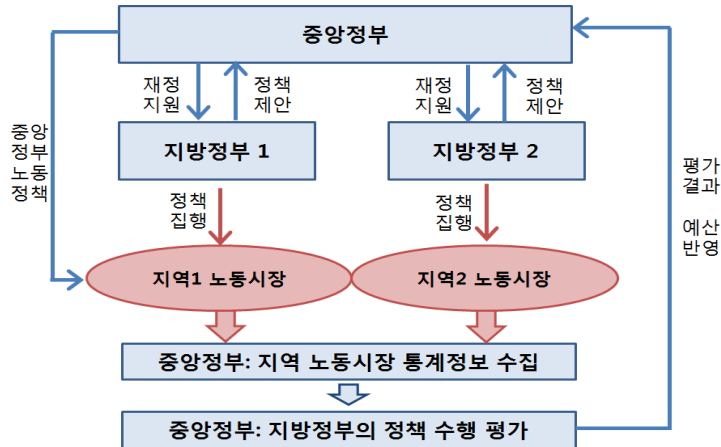 중앙정부
재정
지원
정책
제안
재정
지원
정책
제안
중앙
정부
노동
정책
지방정부 1
지방정부 2
평가
결과
예산
반영
정책
집행
정책
집행
지역1 노동시장
지역2 노동시장
중앙정부: 지역 노동시장 통계정보 수집
중앙정부: 지방정부의 정책 수행 평가